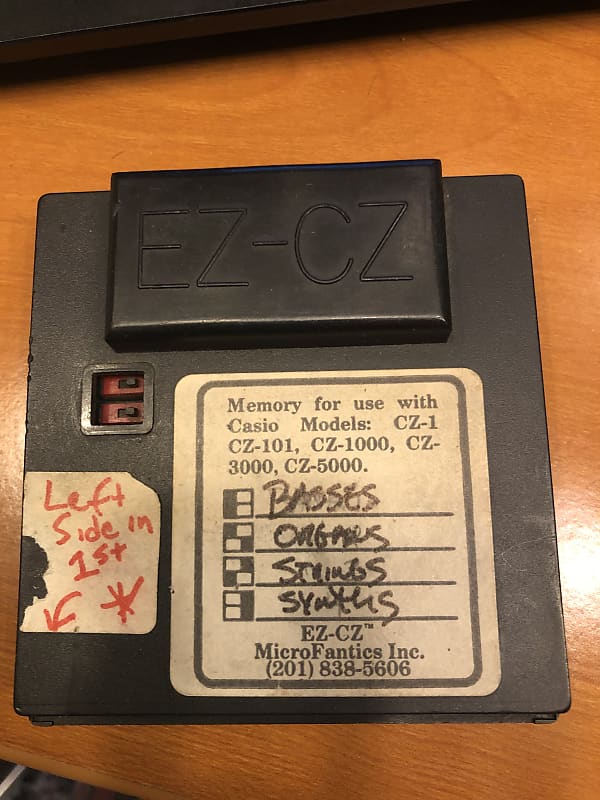 EZ-CZ
Memory for use with
Casio Models: CZ-1
CZ-101, CZ-1000, CZ-
3000, CZ-5000.
BASSES
ORGANS
STRINGS
SYNTHS
EZ-CZ™
MicroFantics Inc.
(201) 838-5606
Left
Side in
1st
*